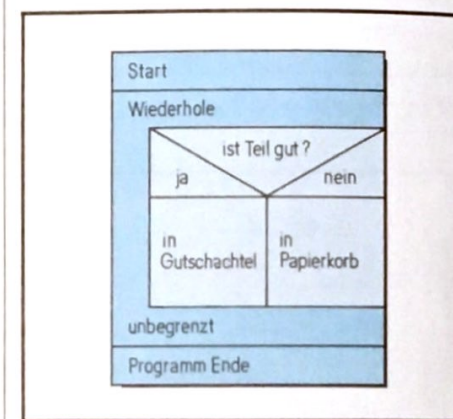 Start
Wiederhole
ist Teil gut?
ja nein
in
Gutschachtel
in
Papierkorb
unbegrenzt
Programm Ende